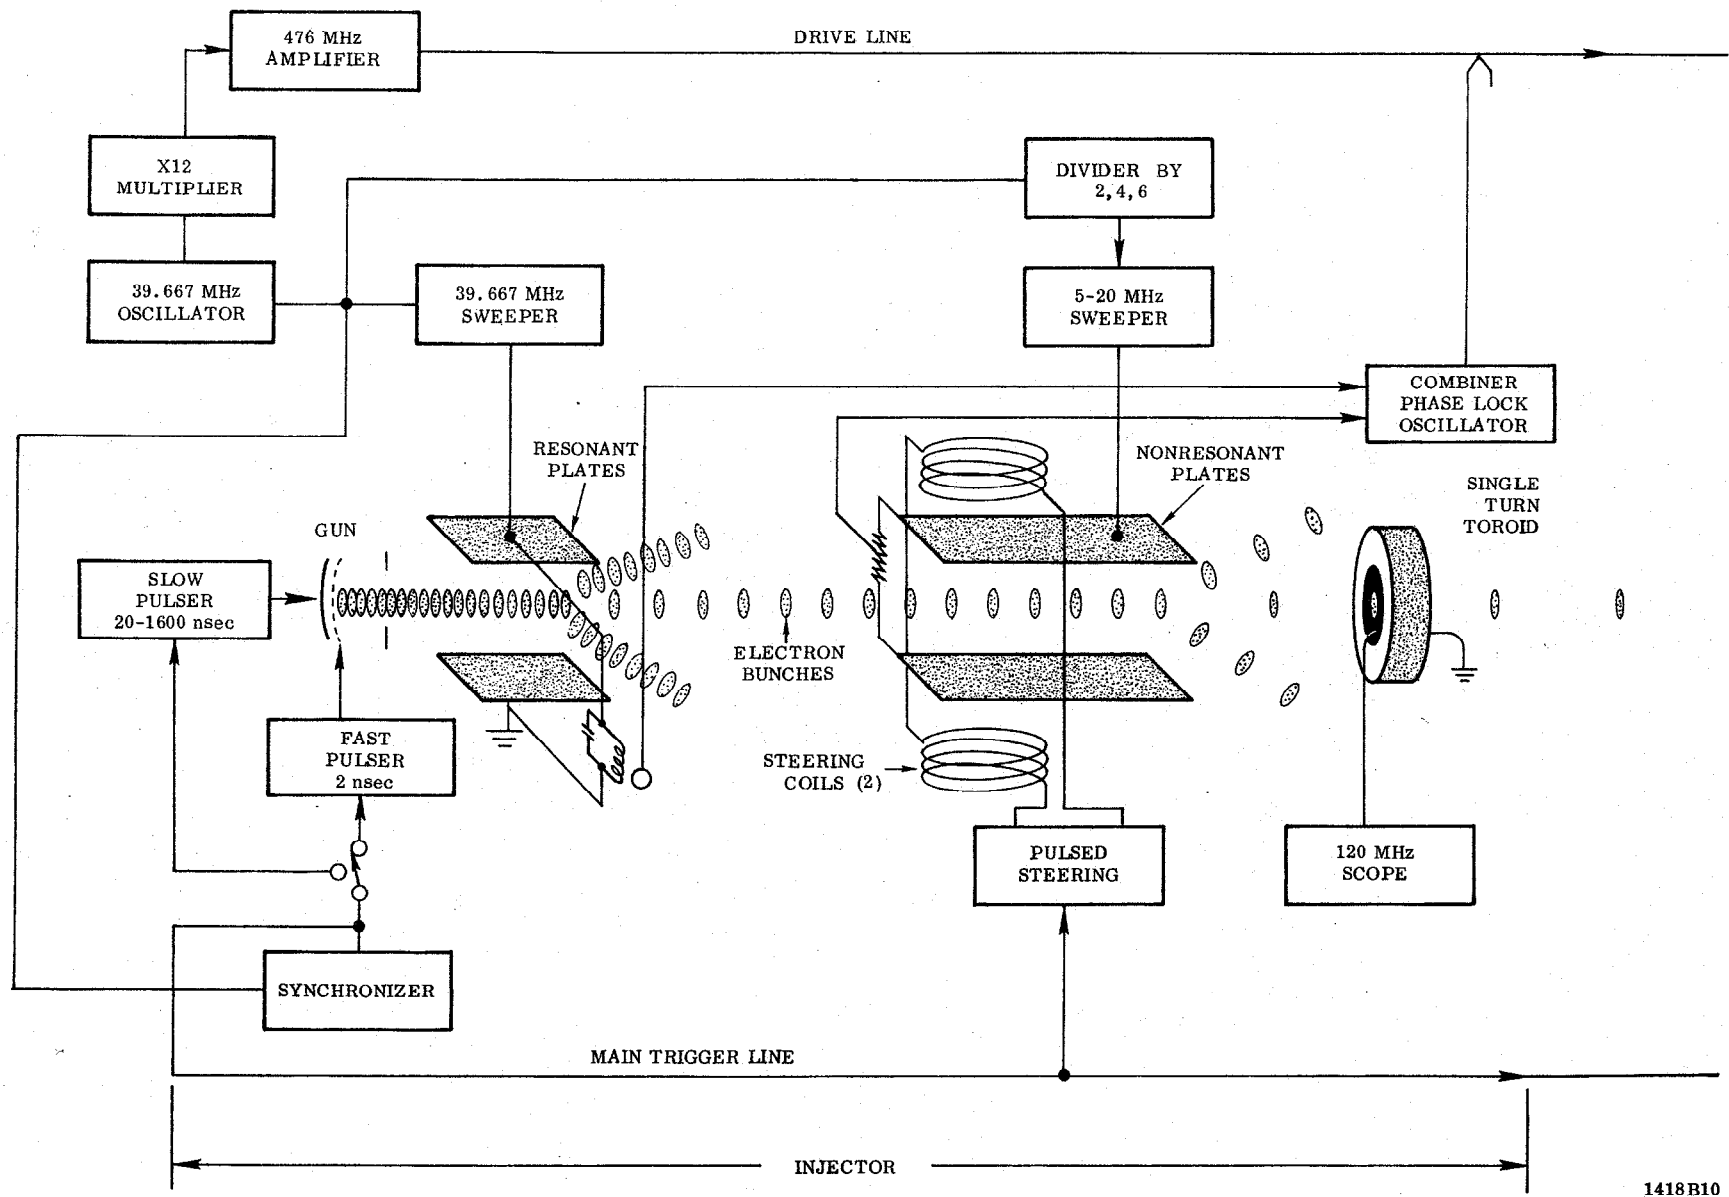 476 MHz
AMPLIFIER
DRIVE LINE
X12
MULTIPLIER
DIVIDER BY
2, 4, 6
39.667 MHz
OSCILLATOR
39.667 MHz
SWEEPER
5-20 MHz
SWEEPER
COMBINER
PHASE LOCK
OSCILLATOR
RESONANT
PLATES
NONRESONANT
PLATES
SINGLE
TURN
TOROID
GUN
SLOW
PULSER
20-1600 nsec
ELECTRON
BUNCHES
FAST
PULSER
2 nsec
STEERING
COILS (2)
PULSED
STEERING
120 MHz
SCOPE
SYNCHRONIZER
MAIN TRIGGER LINE
INJECTOR
1418B10